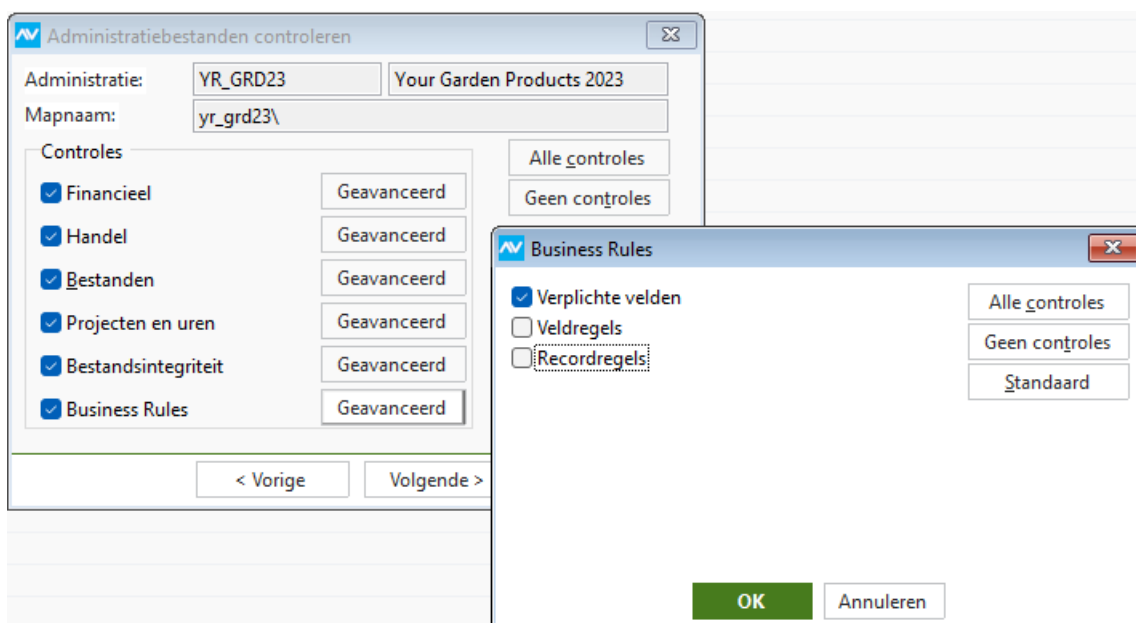 Administratiebestanden controleren
Administratie: YR_GRD23 Your Garden Products 2023
Mapnaam: yr_grd23\
Controles
Alle controles
Financieel Geavanceerd
Geen controles
Handel Geavanceerd
Bestanden Geavanceerd
Projecten en uren Geavanceerd
Bestandsintegriteit Geavanceerd
Business Rules Geavanceerd
< Vorige Volgende >
Business Rules
Verplichte velden Alle controles
Veldregels
Geen controles
Recordregels
Standaard
OK Annuleren